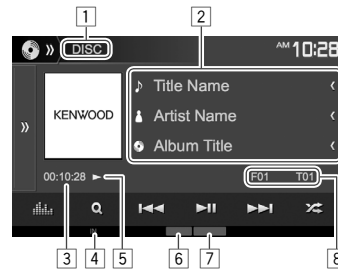 1 2
» DISC AM 10:28
Title Name
Artist Name
KENWOOD
Album Title
»
00:10:28 F01 T01
IN
3 4 5 6 7 8